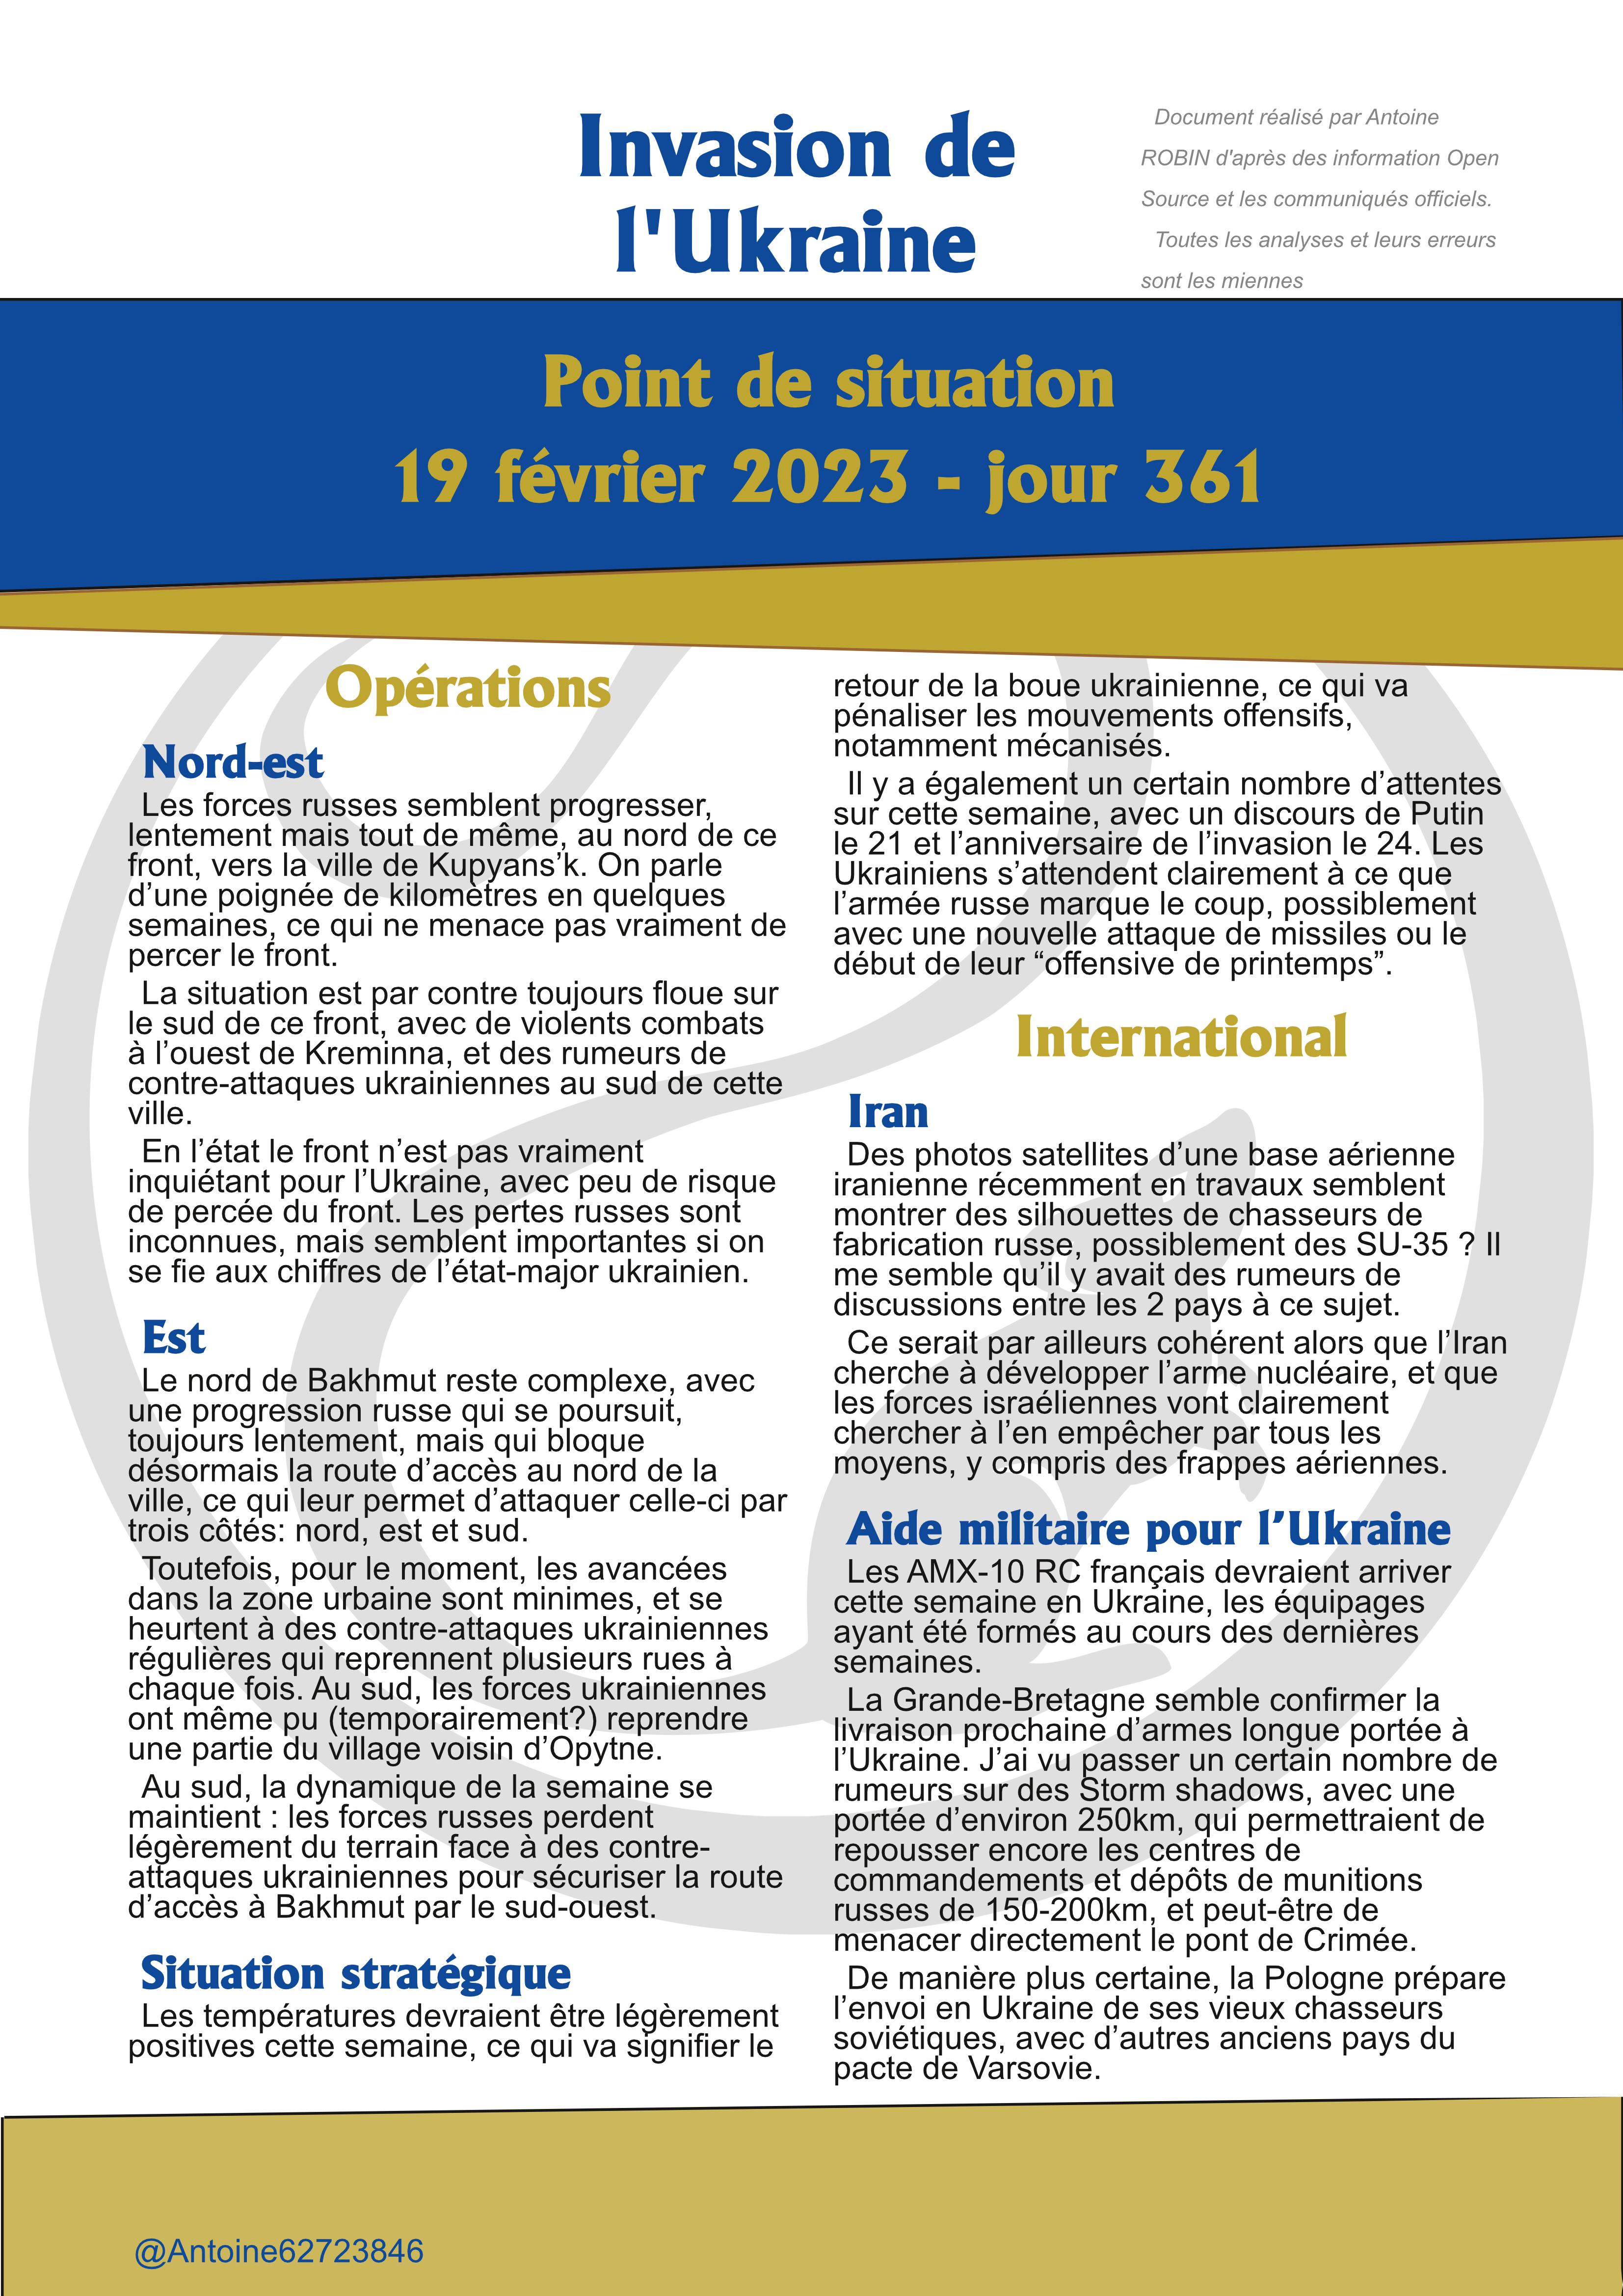 Invasion de
l'Ukraine
Document réalisé par Antoine
ROBIN d'après des information Open
Source et les communiqués officiels.
Toutes les analyses et leurs erreurs
sont les miennes
Point de situation
19 février 2023 - jour 361
Opérations
Nord-est
Les forces russes semblent progresser,
lentement mais tout de même, au nord de ce
front, vers la ville de Kupyans’k. On parle
d’une poignée de kilomètres en quelques
semaines, ce qui ne menace pas vraiment de
percer le front.
La situation est par contre toujours floue sur
le sud de ce front, avec de violents combats
à l’ouest de Kreminna, et des rumeurs de
contre-attaques ukrainiennes au sud de cette
ville.
En l’état le front n’est pas vraiment
inquiétant pour l’Ukraine, avec peu de risque
de percée du front. Les pertes russes sont
inconnues, mais semblent importantes si on
se fie aux chiffres de l’état-major ukrainien.
Est
Le nord de Bakhmut reste complexe, avec
une progression russe qui se poursuit,
toujours lentement, mais qui bloque
désormais la route d’accès au nord de la
ville, ce qui leur permet d’attaquer celle-ci par
trois côtés: nord, est et sud.
Toutefois, pour le moment, les avancées
dans la zone urbaine sont minimes, et se
heurtent à des contre-attaques ukrainiennes
régulières qui reprennent plusieurs rues à
chaque fois. Au sud, les forces ukrainiennes
ont même pu (temporairement?) reprendre
une partie du village voisin d’Opytne.
Au sud, la dynamique de la semaine se
maintient : les forces russes perdent
légèrement du terrain face à des contre-
attaques ukrainiennes pour sécuriser la route
d’accès à Bakhmut par le sud-ouest.
Situation stratégique
Les températures devraient être légèrement
positives cette semaine, ce qui va signifier le
retour de la boue ukrainienne, ce qui va
pénaliser les mouvements offensifs,
notamment mécanisés.
Il y a également un certain nombre d’attentes
sur cette semaine, avec un discours de Putin
le 21 et l’anniversaire de l’invasion le 24. Les
Ukrainiens s’attendent clairement à ce que
l’armée russe marque le coup, possiblement
avec une nouvelle attaque de missiles ou le
début de leur “offensive de printemps”.
International
Iran
Des photos satellites d’une base aérienne
iranienne récemment en travaux semblent
montrer des silhouettes de chasseurs de
fabrication russe, possiblement des SU-35 ? Il
me semble qu’il y avait des rumeurs de
discussions entre les 2 pays à ce sujet.
Ce serait par ailleurs cohérent alors que l’Iran
cherche à développer l’arme nucléaire, et que
les forces israéliennes vont clairement
chercher à l’en empêcher par tous les
moyens, y compris des frappes aériennes.
Aide militaire pour l’Ukraine
Les AMX-10 RC français devraient arriver
cette semaine en Ukraine, les équipages
ayant été formés au cours des dernières
semaines.
La Grande-Bretagne semble confirmer la
livraison prochaine d’armes longue portée à
l’Ukraine. J’ai vu passer un certain nombre de
rumeurs sur des Storm shadows, avec une
portée d’environ 250km, qui permettraient de
repousser encore les centres de
commandements et dépôts de munitions
russes de 150-200km, et peut-être de
menacer directement le pont de Crimée.
De manière plus certaine, la Pologne prépare
l’envoi en Ukraine de ses vieux chasseurs
soviétiques, avec d’autres anciens pays du
pacte de Varsovie.
@Antoine62723846